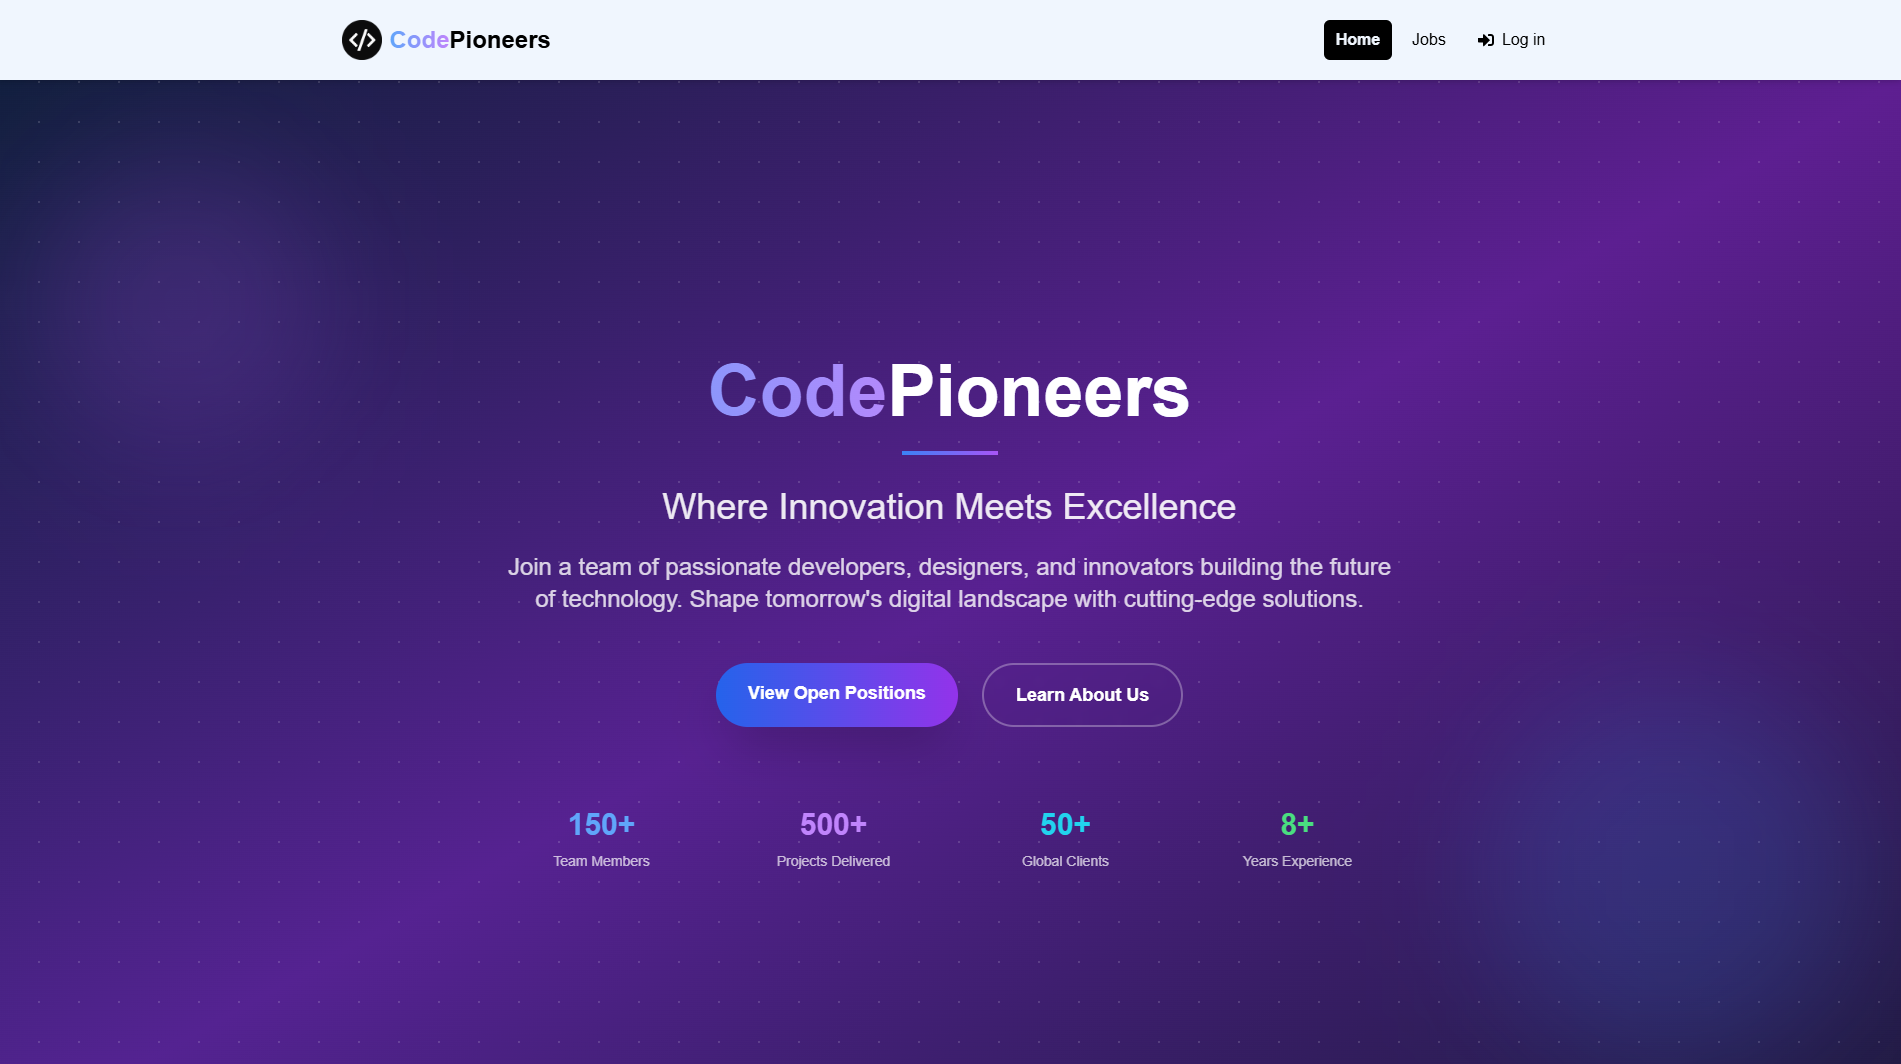 CodePioneers
Home
Jobs
Log in
CodePioneers
Where Innovation Meets Excellence
Join a team of passionate developers, designers, and innovators building the future
of technology. Shape tomorrow's digital landscape with cutting-edge solutions.
View Open Positions
Learn About Us
150+
Team Members
500+
Projects Delivered
50+
Global Clients
8+
Years Experience